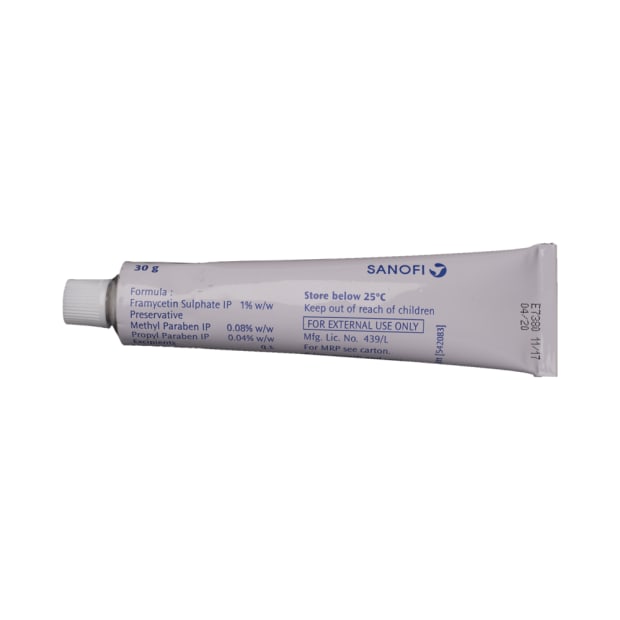 30 g
SANOFI
Formula :
Framycetin Sulphate IP 1% w/w
Preservative
Methyl Paraben IP 0.08% w/w
Propyl Paraben IP 0.04% w/w
Excipients
Store below 25°C
Keep out of reach of children
FOR EXTERNAL USE ONLY
Mfg. Lic. No. 439/L
For MRP see carton.
[542083]
E7380 11/17
04/20